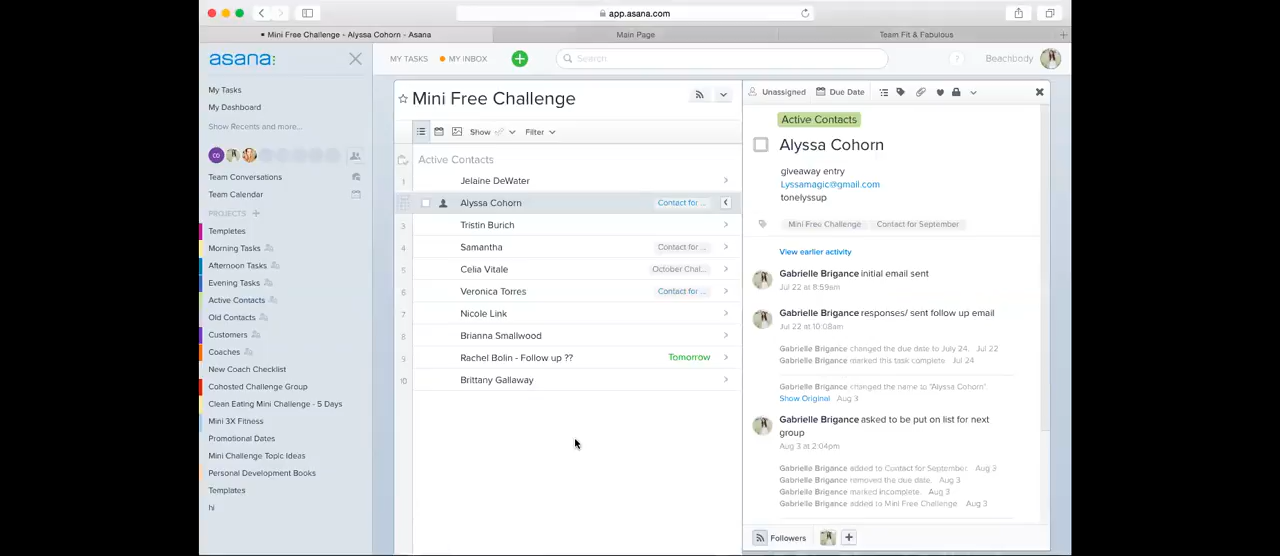 app.asana.com
• Mini Free Challenge - Alyssa Cohorn - Asana
Main Page
Team Fit & Fabulous
asana:
MY TASKS
MY INBOX
Search
?
Beachbody
My Tasks
My Dashboard
Show Recents and more...
CO
Team Conversations
Team Calendar
PROJECTS
Templetes
Morning Tasks
Afternoon Tasks
Evening Tasks
Active Contacts
Old Contacts
Customers
Coaches
New Coach Checklist
Cohosted Challenge Group
Clean Eating Mini Challenge - 5 Days
Mini 3X Fitness
Promotional Dates
Mini Challenge Topic Ideas
Personal Development Books
Templates
hi
Mini Free Challenge
Show
Filter
Active Contacts
1 Jelaine DeWater
Alyssa Cohorn Contact for ...
3 Tristin Burich
4 Samantha Contact for ...
5 Celia Vitale October Chal...
6 Veronica Torres Contact for ...
7 Nicole Link
8 Brianna Smallwood
9 Rachel Bolin - Follow up ?? Tomorrow
10 Brittany Gallaway
Unassigned
Due Date
Active Contacts
Alyssa Cohorn
giveaway entry
Lyssamagic@gmail.com
tonelyssup
Mini Free Challenge
Contact for September
View earlier activity
Gabrielle Brigance initial email sent
Jul 22 at 8:59am
Gabrielle Brigance responses/ sent follow up email
Jul 22 at 10:08am
Gabrielle Brigance changed the due date to July 24. Jul 22
Gabrielle Brigance marked this task complete. Jul 24
Gabrielle Brigance changed the name to "Alyssa Cohorn".
Show Original Aug 3
Gabrielle Brigance asked to be put on list for next
group
Aug 3 at 2:04pm
Gabrielle Brigance added to Contact for September. Aug 3
Gabrielle Brigance removed the due date. Aug 3
Gabrielle Brigance marked incomplete. Aug 3
Gabrielle Brigance added to Mini Free Challenge Aug 3
Followers